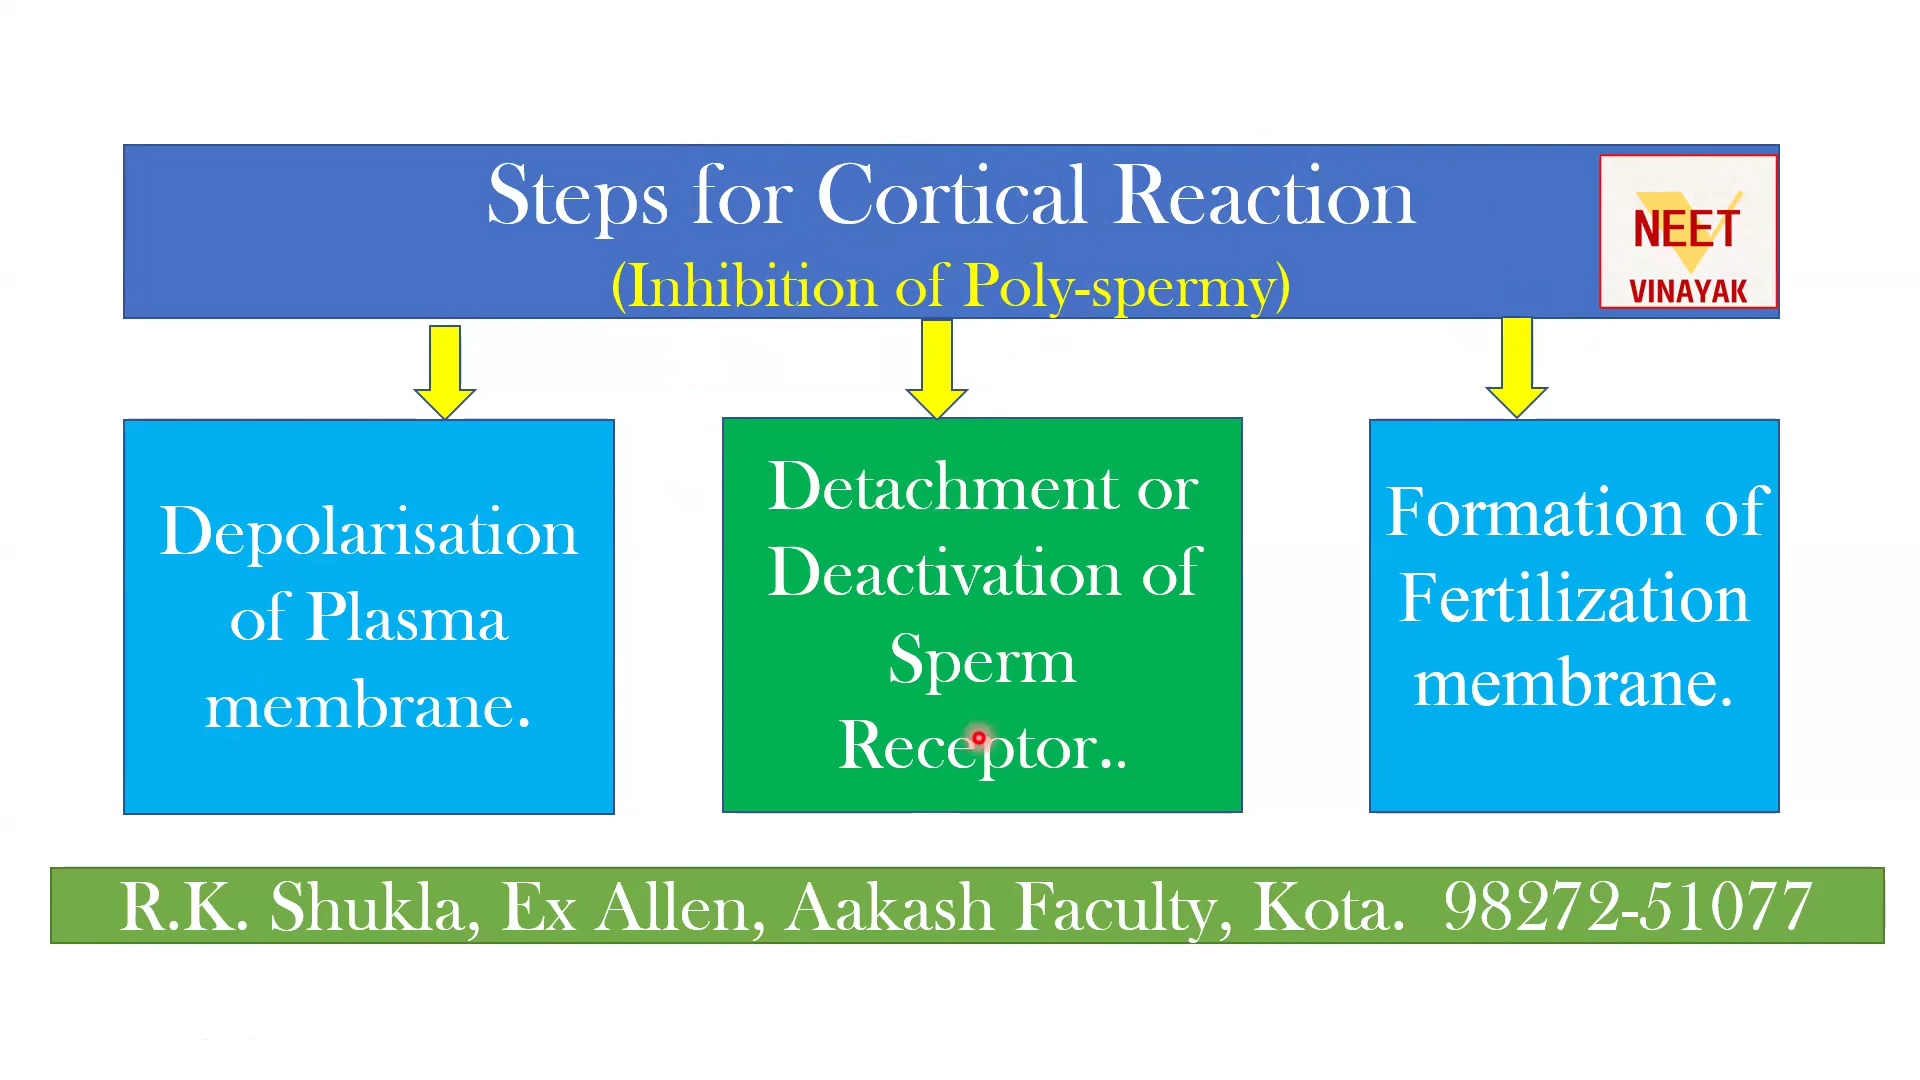 Steps for Cortical Reaction
(Inhibition of Poly-spermy)
NEET
VINAYAK
Depolarisation
of Plasma
membrane.
Detachment or
Deactivation of
Sperm
Receptor..
Formation of
Fertilization
membrane.
R.K. Shukla, Ex Allen, Aakash Faculty, Kota. 98272-51077